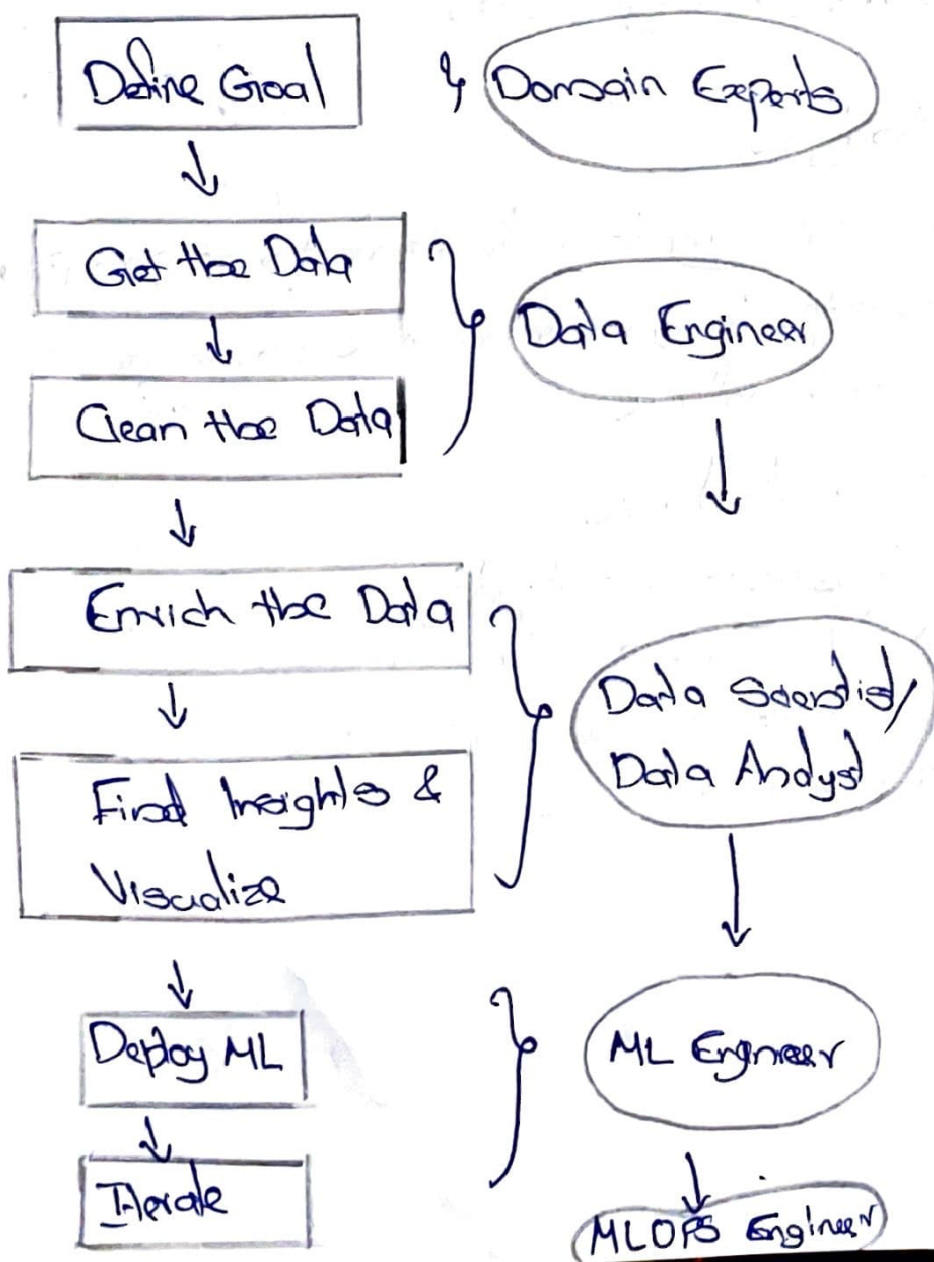 Define Goal
Domain Experts
Get the Data
Data Engineer
Clean the Data
Enrich the Data
Data Scientist/
Data Analyst
Find Insights &
Visualize
Deploy ML
ML Engineer
Iterate
MLOPS Engineer